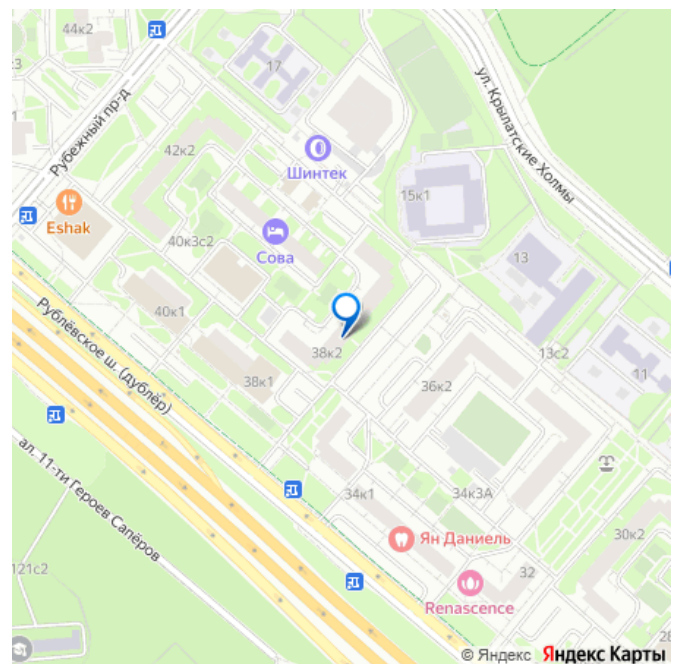 44к2
3
17
ул. Крылатские Холмы
Рубежный пр-д
42к2
Шинтек
15к1
Eshak
40к3с2
Сова
13
40к1
Рублёвское ш. (дублёр)
38к2
13с2
11
38к1
36к2
ал. 11-ти Героев Сапёров
34к1
34к3А
Ян Даниель
30к2
121с2
32
Renascence
28
© Яндекс Яндекс Карты